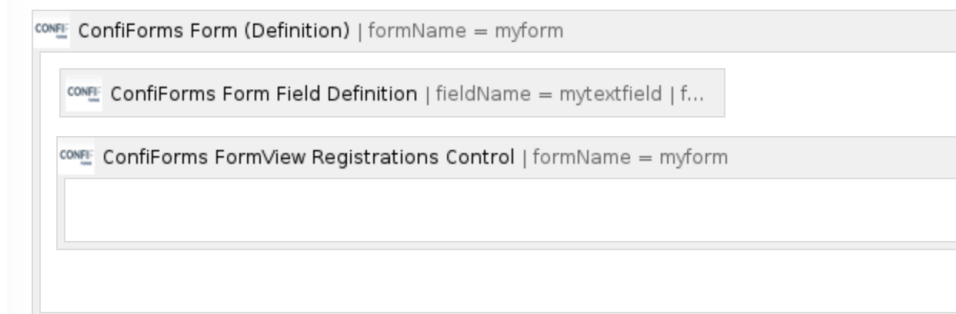 CONFI ConfiForms Form (Definition) | formName = myform
CONFI ConfiForms Form Field Definition | fieldName = mytextfield | f...
CONFI ConfiForms FormView Registrations Control | formName = myform